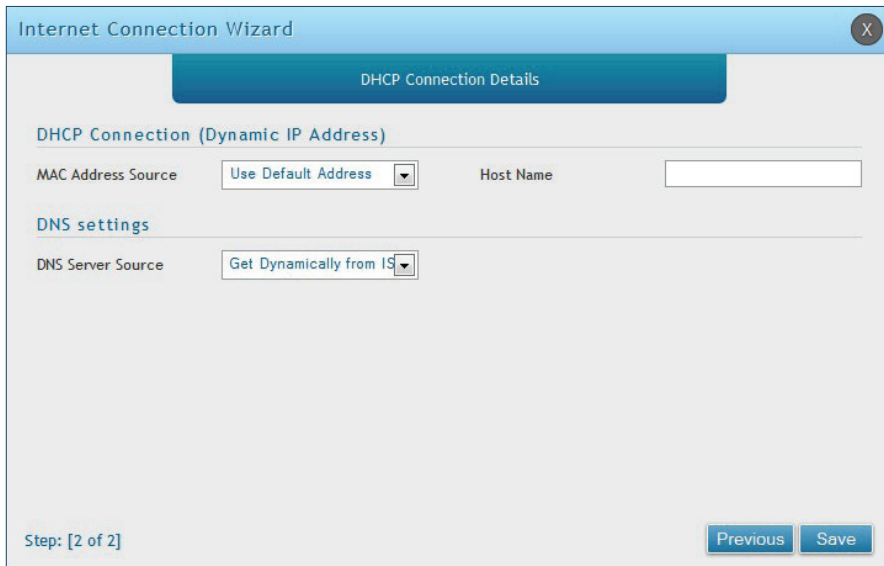 Internet Connection Wizard
X
DHCP Connection Details
DHCP Connection (Dynamic IP Address)
MAC Address Source Use Default Address Host Name
DNS settings
DNS Server Source Get Dynamically from IS
Step: [2 of 2]
Previous Save